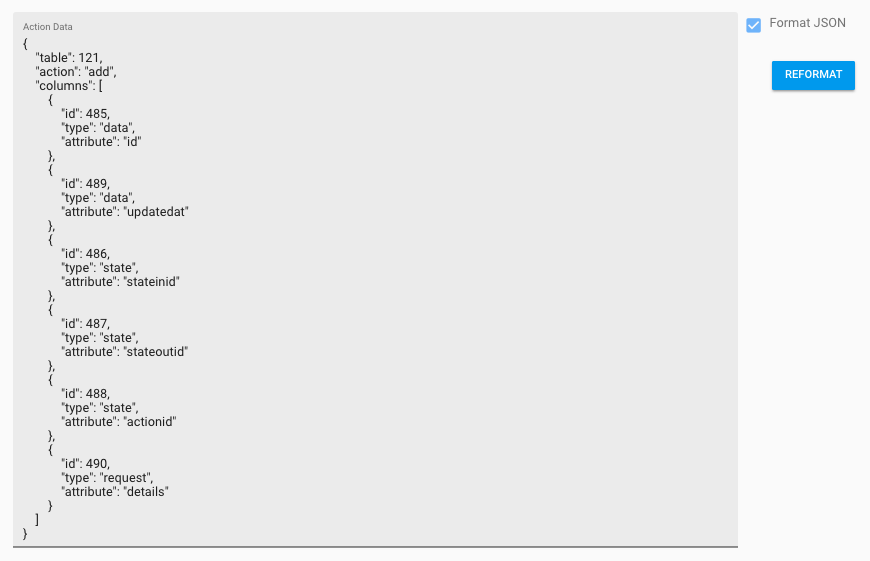 Action Data
{
    "table": 121,
    "action": "add",
    "columns": [
        {
            "id": 485,
            "type": "data",
            "attribute": "id"
        },
        {
            "id": 489,
            "type": "data",
            "attribute": "updatedat"
        },
        {
            "id": 486,
            "type": "state",
            "attribute": "stateinid"
        },
        {
            "id": 487,
            "type": "state",
            "attribute": "stateoutid"
        },
        {
            "id": 488,
            "type": "state",
            "attribute": "actionid"
        },
        {
            "id": 490,
            "type": "request",
            "attribute": "details"
        }
    ]
}
Format JSON
REFORMAT